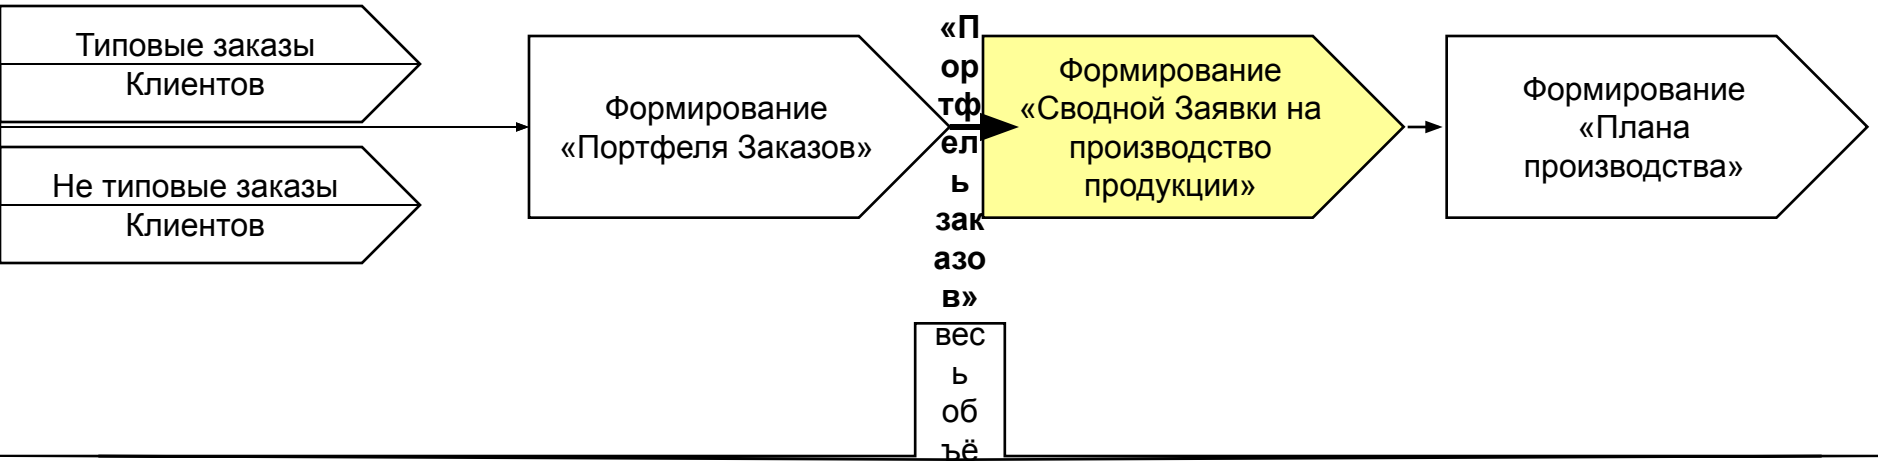 Типовые заказы
Клиентов
Не типовые заказы
Клиентов
Формирование
«Портфеля Заказов»
«П
ор
тф
ел
ь
зак
азо
в»
вес
ь
об
ъё
Формирование
«Сводной Заявки на
производство
продукции»
Формирование
«Плана
производства»